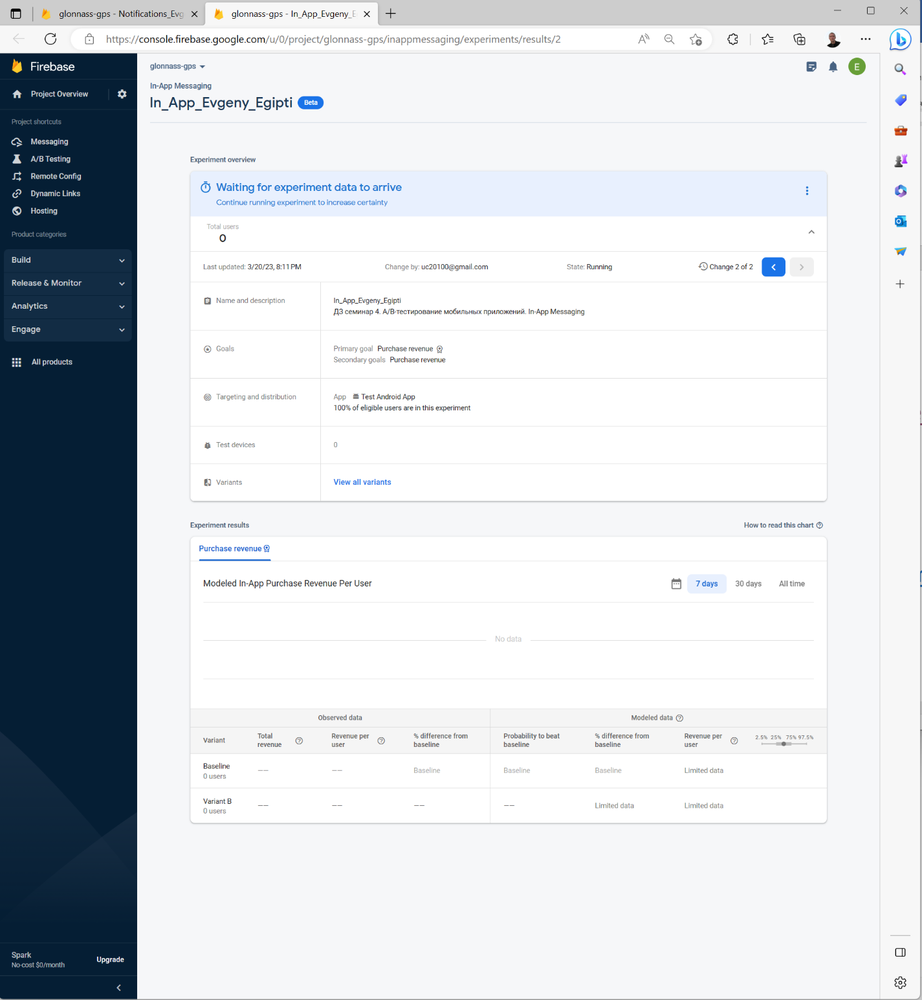 glonnass-gps - Notifications_Evg
glonnass-gps - In_App_Evgeny_E
https://console.firebase.google.com/u/0/project/glonnass-gps/inappmessaging/experiments/results/2
Firebase
Project Overview
Project shortcuts
Messaging
A/B Testing
Remote Config
Dynamic Links
Hosting
Product categories
Build
Release & Monitor
Analytics
Engage
All products
Spark
No-cost $0/month
Upgrade
glonnass-gps
E
In-App Messaging
In_App_Evgeny_Egipti Beta
Experiment overview
Waiting for experiment data to arrive
Continue running experiment to increase certainty
Total users
0
Last updated: 3/20/23, 8:11 PM Change by: uc20100@gmail.com State: Running Change 2 of 2
Name and description
In_App_Evgeny_Egipti
ДЗ семинар 4. А/В-тестирование мобильных приложений. In-App Messaging
Goals
Primary goal Purchase revenue
Secondary goals Purchase revenue
Targeting and distribution
App Test Android App
100% of eligible users are in this experiment
Test devices 0
Variants View all variants
Experiment results How to read this chart
Purchase revenue
Modeled In-App Purchase Revenue Per User 7 days 30 days All time
No data
Observed data Modeled data
Variant Total revenue Revenue per user % difference from baseline Probability to beat baseline % difference from baseline Revenue per user 2.5% 25% 75% 97.5%
Baseline
0 users
—— —— Baseline Baseline Baseline Limited data
Variant B
0 users
—— —— —— —— Limited data Limited data